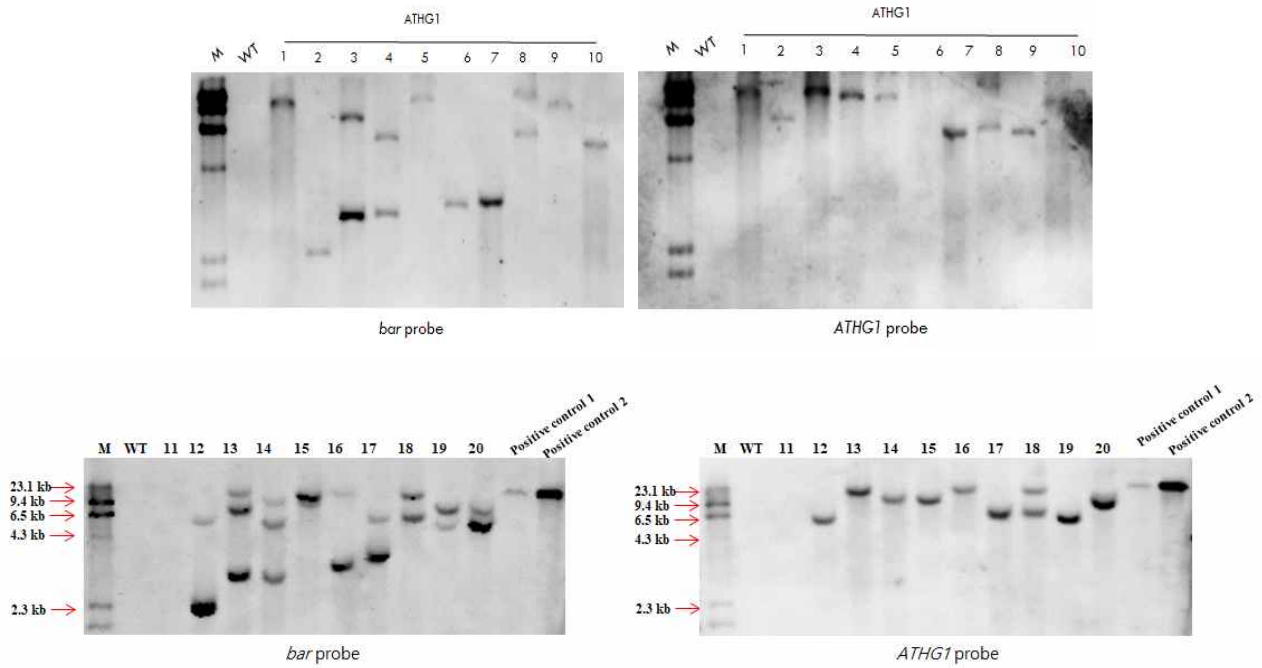 ATHG1
M WT 1 2 3 4 5 6 7 8 9 10
bar probe
ATHG1
M WT 1 2 3 4 5 6 7 8 9 10
ATHG1 probe
M WT 11 12 13 14 15 16 17 18 19 20 Positive control 1 Positive control 2
23.1 kb
9.4 kb
6.5 kb
4.3 kb
2.3 kb
bar probe
M WT 11 12 13 14 15 16 17 18 19 20 Positive control 1 Positive control 2
23.1 kb
9.4 kb
6.5 kb
4.3 kb
2.3 kb
ATHG1 probe